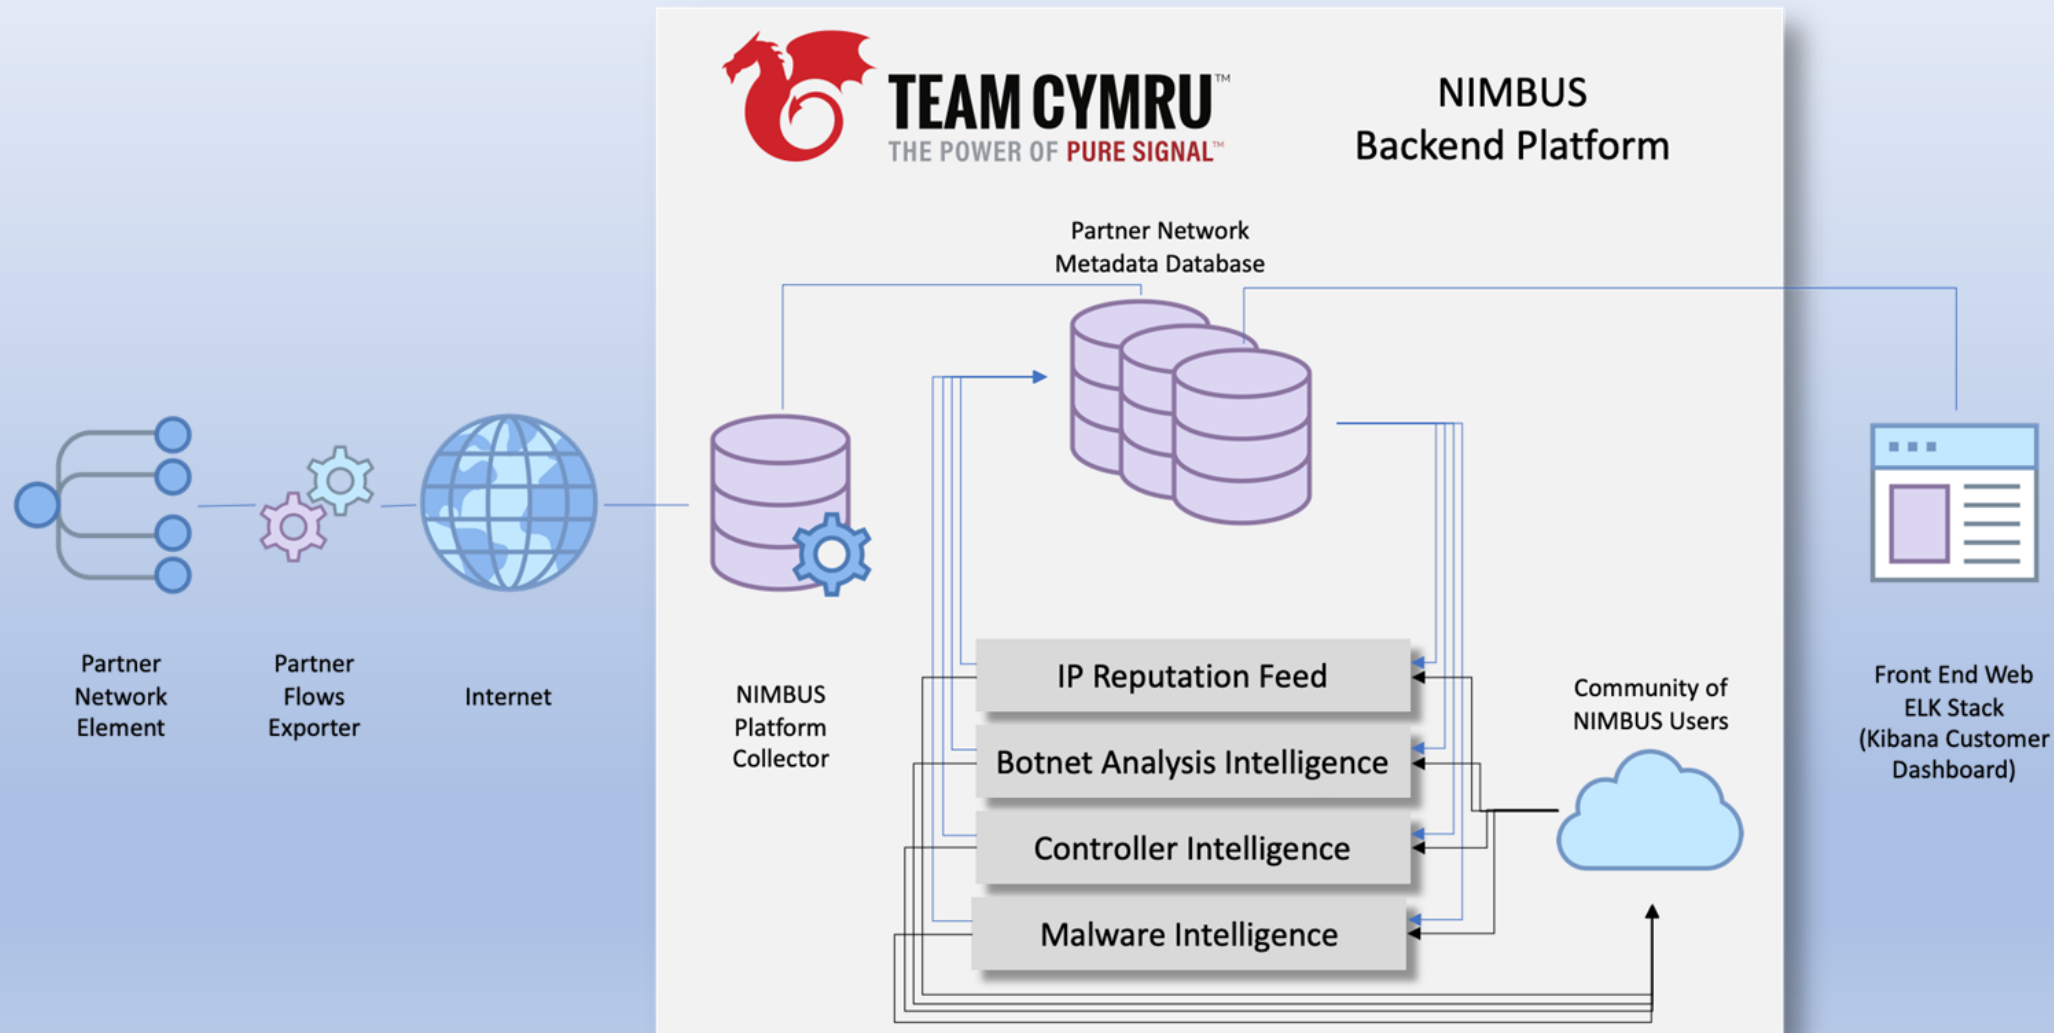 TEAM CYMRU™
THE POWER OF PURE SIGNAL™
NIMBUS
Backend Platform
Partner Network
Metadata Database
Partner
Network
Element
Partner
Flows
Exporter
Internet
NIMBUS
Platform
Collector
IP Reputation Feed
Botnet Analysis Intelligence
Controller Intelligence
Malware Intelligence
Community of
NIMBUS Users
Front End Web
ELK Stack
(Kibana Customer
Dashboard)